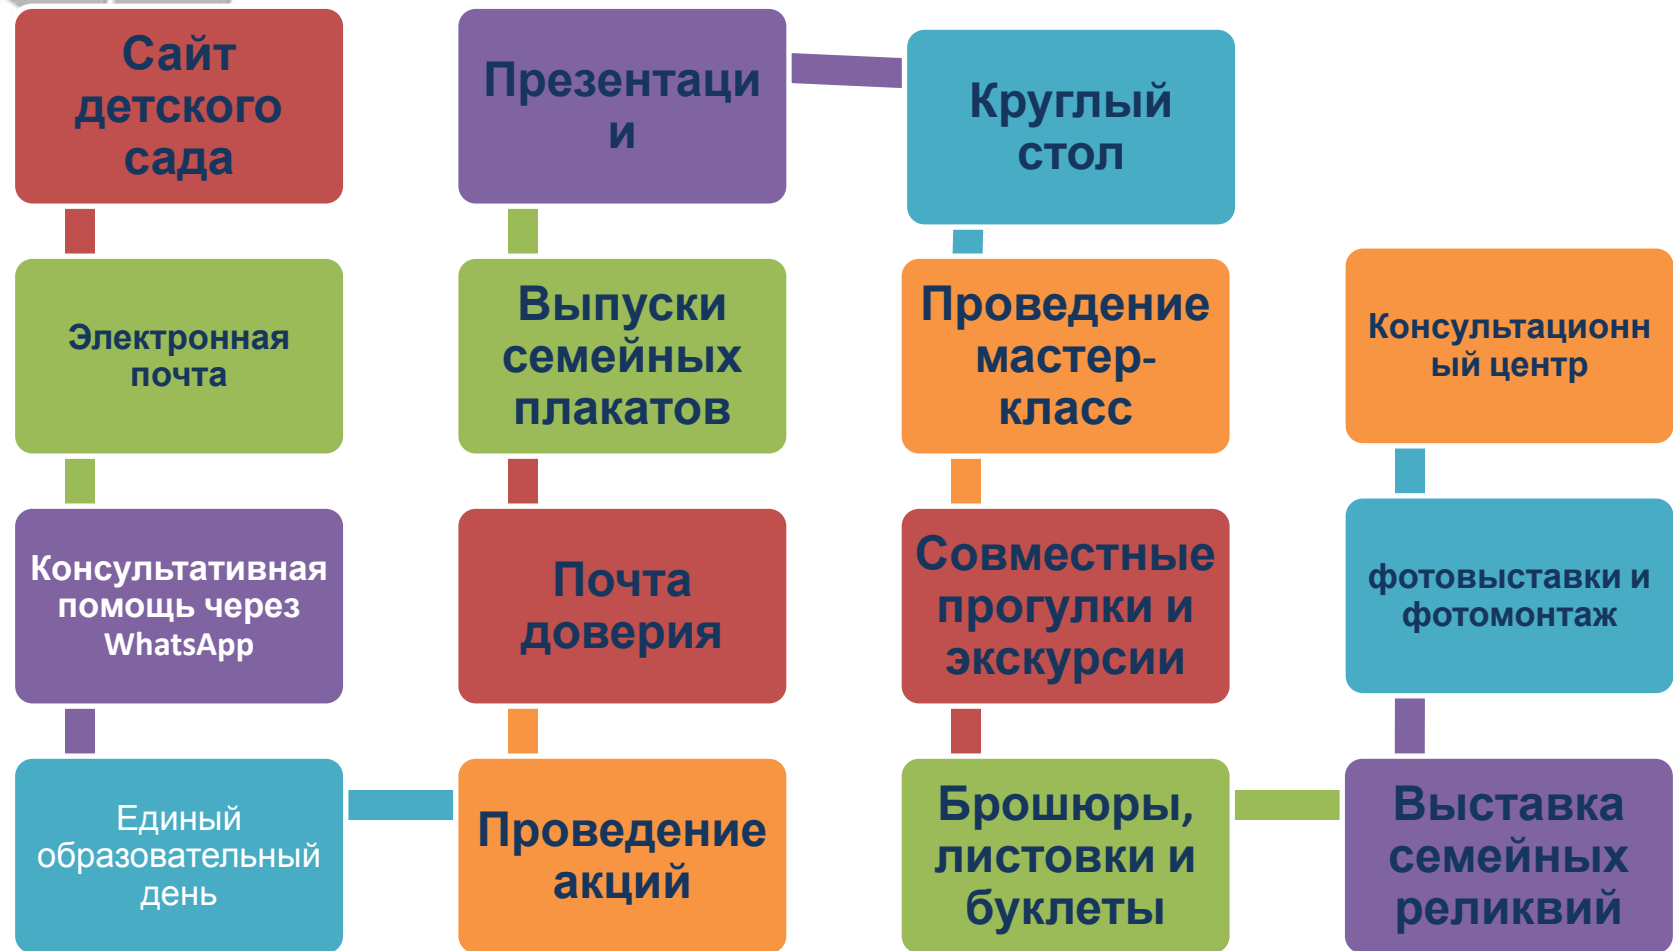 Сайт
детского
сада
Электронная
почта
Консультативная
помощь через
WhatsApp
Единый
образовательный
день
Проведение
акций
Почта
доверия
Выпуски
семейных
плакатов
Презентаци
и
Круглый
стол
Проведение
мастер-
класс
Совместные
прогулки и
экскурсии
Брошюры,
листовки и
буклеты
Выставка
семейных
реликвий
фотовыставки и
фотомонтаж
Консультационн
ый центр